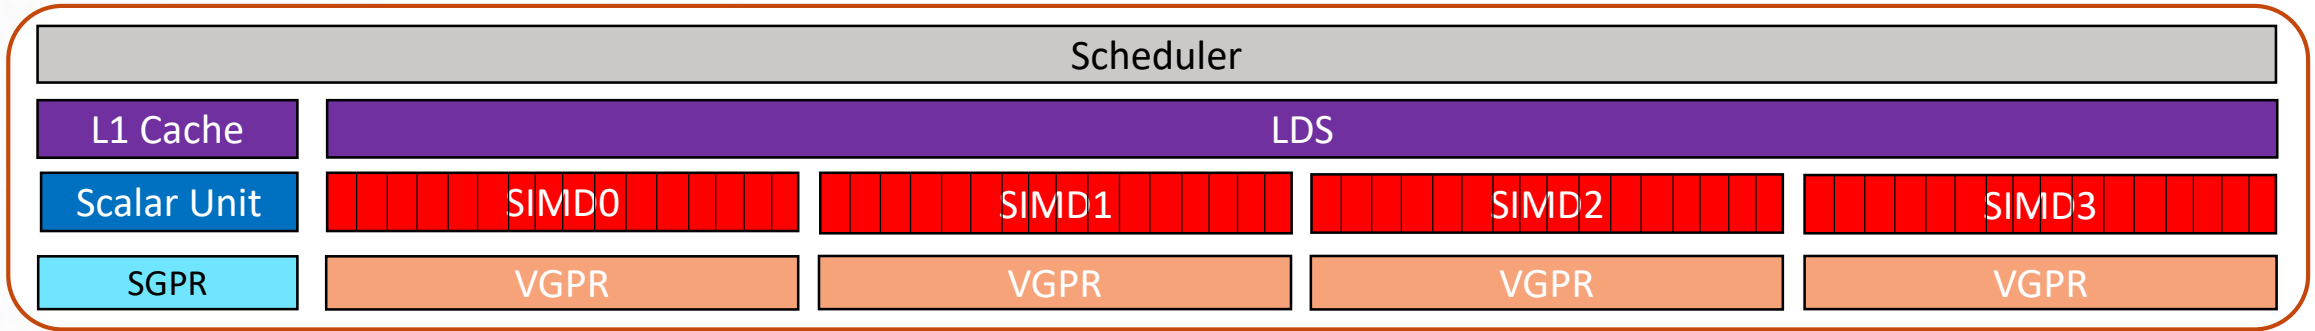 Scheduler
L1 Cache LDS
Scalar Unit SIMD0 SIMD1 SIMD2 SIMD3
SGPR VGPR VGPR VGPR VGPR